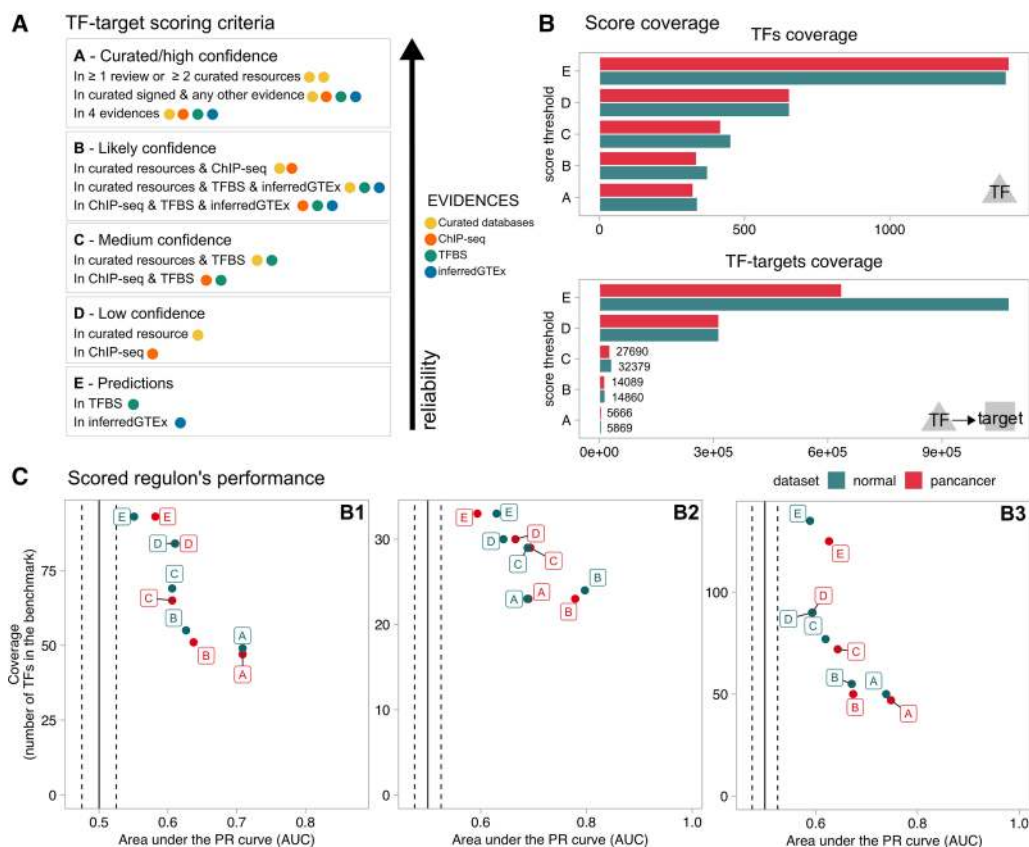 A TF-target scoring criteria
A - Curated/high confidence
In ≥ 1 review or ≥ 2 curated resources
In curated signed & any other evidence
In 4 evidences
B - Likely confidence
In curated resources & ChIP-seq
In curated resources & TFBS & inferredGTEx
In ChIP-seq & TFBS & inferredGTEx
C - Medium confidence
In curated resources & TFBS
In ChIP-seq & TFBS
D - Low confidence
In curated resource
In ChIP-seq
E - Predictions
In TFBS
In inferredGTEx
reliability
EVIDENCES
Curated databases
ChIP-seq
TFBS
inferredGTEx
B Score coverage
TFs coverage
score threshold
E
D
C
B
A
0 500 1000
TF
TF-targets coverage
score threshold
E
D
C
B
A
27690
32379
14089
14860
5666
5869
0e+00 3e+05 6e+05 9e+05
TF target
dataset normal pancancer
C Scored regulon's performance
Coverage
(number of TFs in the benchmark)
B1
E E
D D
C
C
B
B
A
A
75
50
25
0
0.5 0.6 0.7 0.8
Area under the PR curve (AUC)
B2
E E
D D
C C
A A
B
B
30
20
10
0
0.6 0.8 1.0
Area under the PR curve (AUC)
B3
E
E
D
D
C
C
B
A
B
A
100
50
0
0.6 0.8 1.0
Area under the PR curve (AUC)